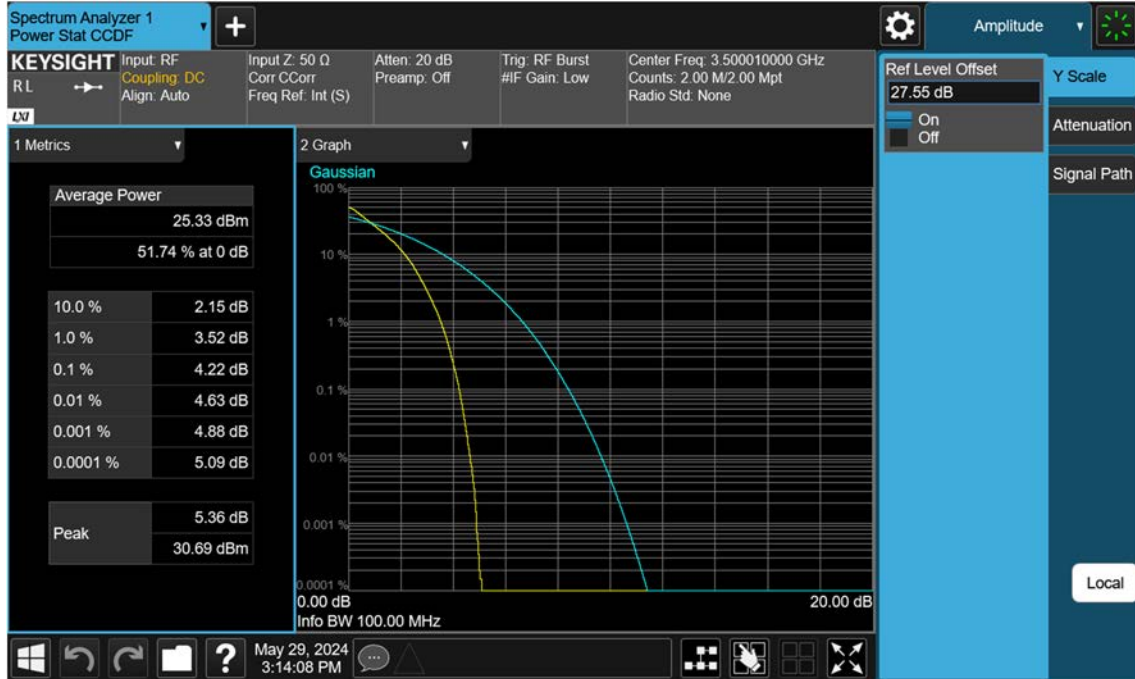 Spectrum Analyzer 1
Power Stat CCDF
Amplitude
KEYSIGHT
R L
LXI
Input: RF
Coupling: DC
Align: Auto
Input Z: 50 Ω
Corr CCorr
Freq Ref: Int (S)
Atten: 20 dB
Preamp: Off
Trig: RF Burst
#IF Gain: Low
Center Freq: 3.500010000 GHz
Counts: 2.00 M/2.00 Mpt
Radio Std: None
Ref Level Offset
27.55 dB
On
Off
Y Scale
Attenuation
Signal Path
Local
1 Metrics
Average Power
25.33 dBm
51.74 % at 0 dB
10.0 % 2.15 dB
1.0 % 3.52 dB
0.1 % 4.22 dB
0.01 % 4.63 dB
0.001 % 4.88 dB
0.0001 % 5.09 dB
Peak
5.36 dB
30.69 dBm
2 Graph
Gaussian
100 %
10 %
1 %
0.1 %
0.01 %
0.001 %
0.0001 %
0.00 dB 20.00 dB
Info BW 100.00 MHz
?
May 29, 2024
3:14:08 PM